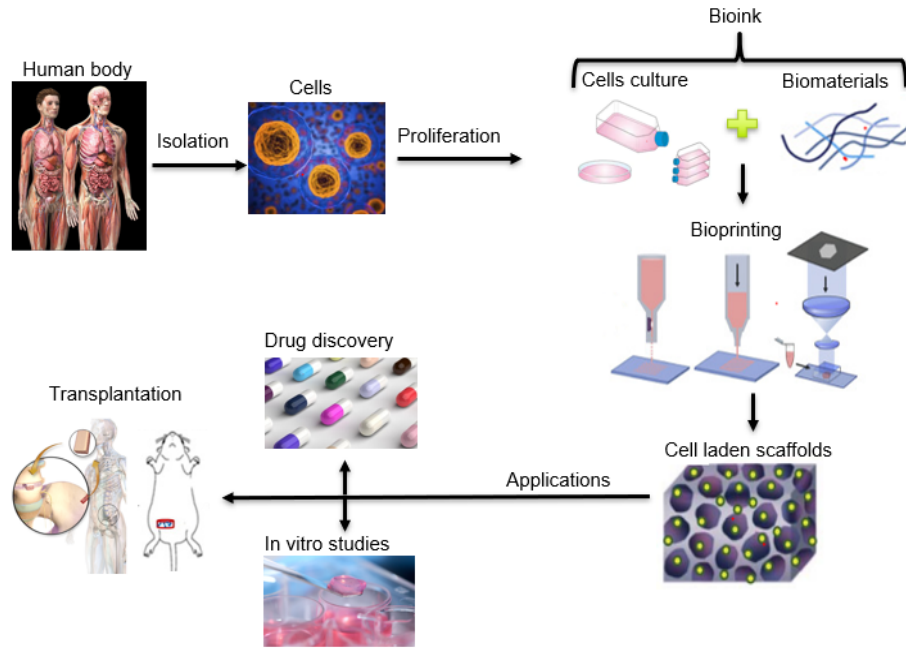 Bioink
Human body
Cells culture
Biomaterials
Cells
Isolation
Proliferation
Bioprinting
Drug discovery
Transplantation
Cell laden scaffolds
Applications
In vitro studies